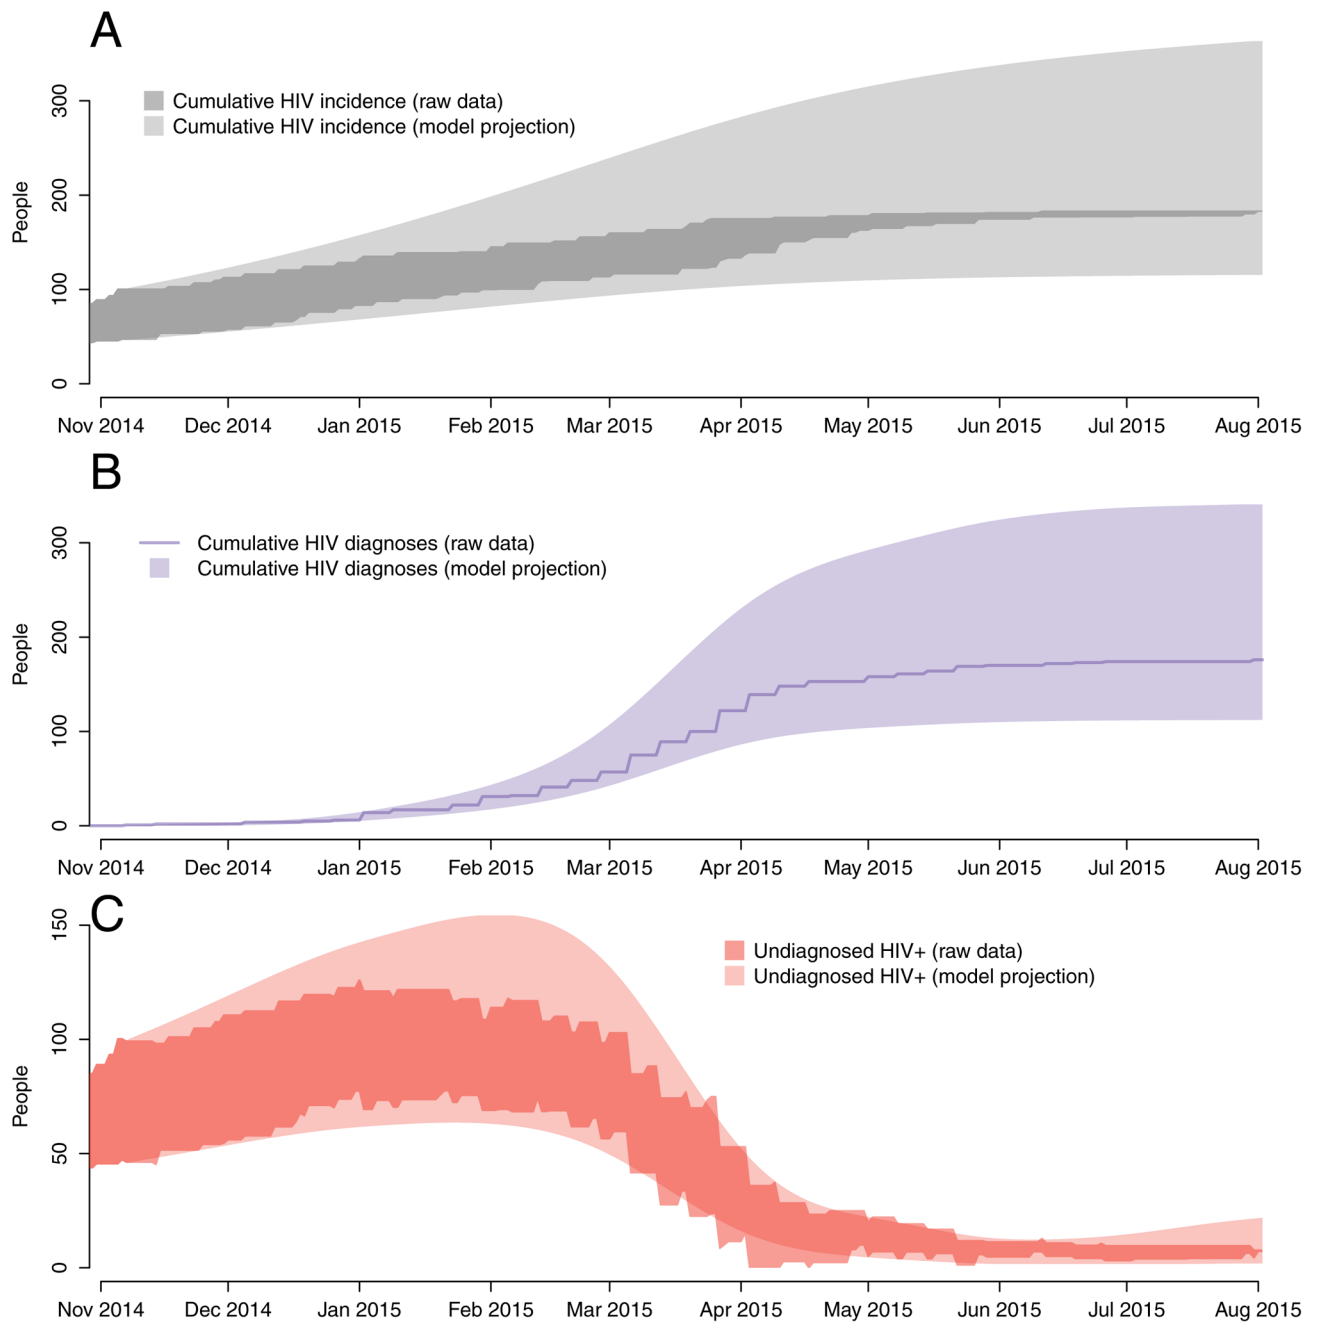 A
300
200
100
0
People
Cumulative HIV incidence (raw data)
Cumulative HIV incidence (model projection)
Nov 2014 Dec 2014 Jan 2015 Feb 2015 Mar 2015 Apr 2015 May 2015 Jun 2015 Jul 2015 Aug 2015
B
300
200
100
0
People
Cumulative HIV diagnoses (raw data)
Cumulative HIV diagnoses (model projection)
Nov 2014 Dec 2014 Jan 2015 Feb 2015 Mar 2015 Apr 2015 May 2015 Jun 2015 Jul 2015 Aug 2015
C
150
100
50
0
People
Undiagnosed HIV+ (raw data)
Undiagnosed HIV+ (model projection)
Nov 2014 Dec 2014 Jan 2015 Feb 2015 Mar 2015 Apr 2015 May 2015 Jun 2015 Jul 2015 Aug 2015